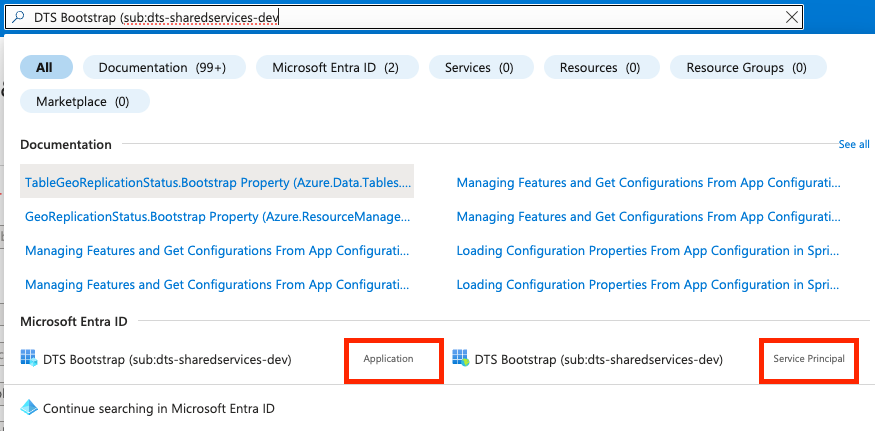 DTS Bootstrap (sub:dts-sharedservices-dev
All
Documentation (99+)
Microsoft Entra ID (2)
Services (0)
Resources (0)
Resource Groups (0)
Marketplace (0)
Documentation
See all
TableGeoReplicationStatus.Bootstrap Property (Azure.Data.Tables....
Managing Features and Get Configurations From App Configurati...
GeoReplicationStatus.Bootstrap Property (Azure.ResourceManage...
Managing Features and Get Configurations From App Configurati...
Managing Features and Get Configurations From App Configurati...
Loading Configuration Properties From App Configuration in Spri...
Managing Features and Get Configurations From App Configurati...
Loading Configuration Properties From App Configuration in Spri...
Microsoft Entra ID
DTS Bootstrap (sub:dts-sharedservices-dev)
Application
DTS Bootstrap (sub:dts-sharedservices-dev)
Service Principal
Continue searching in Microsoft Entra ID